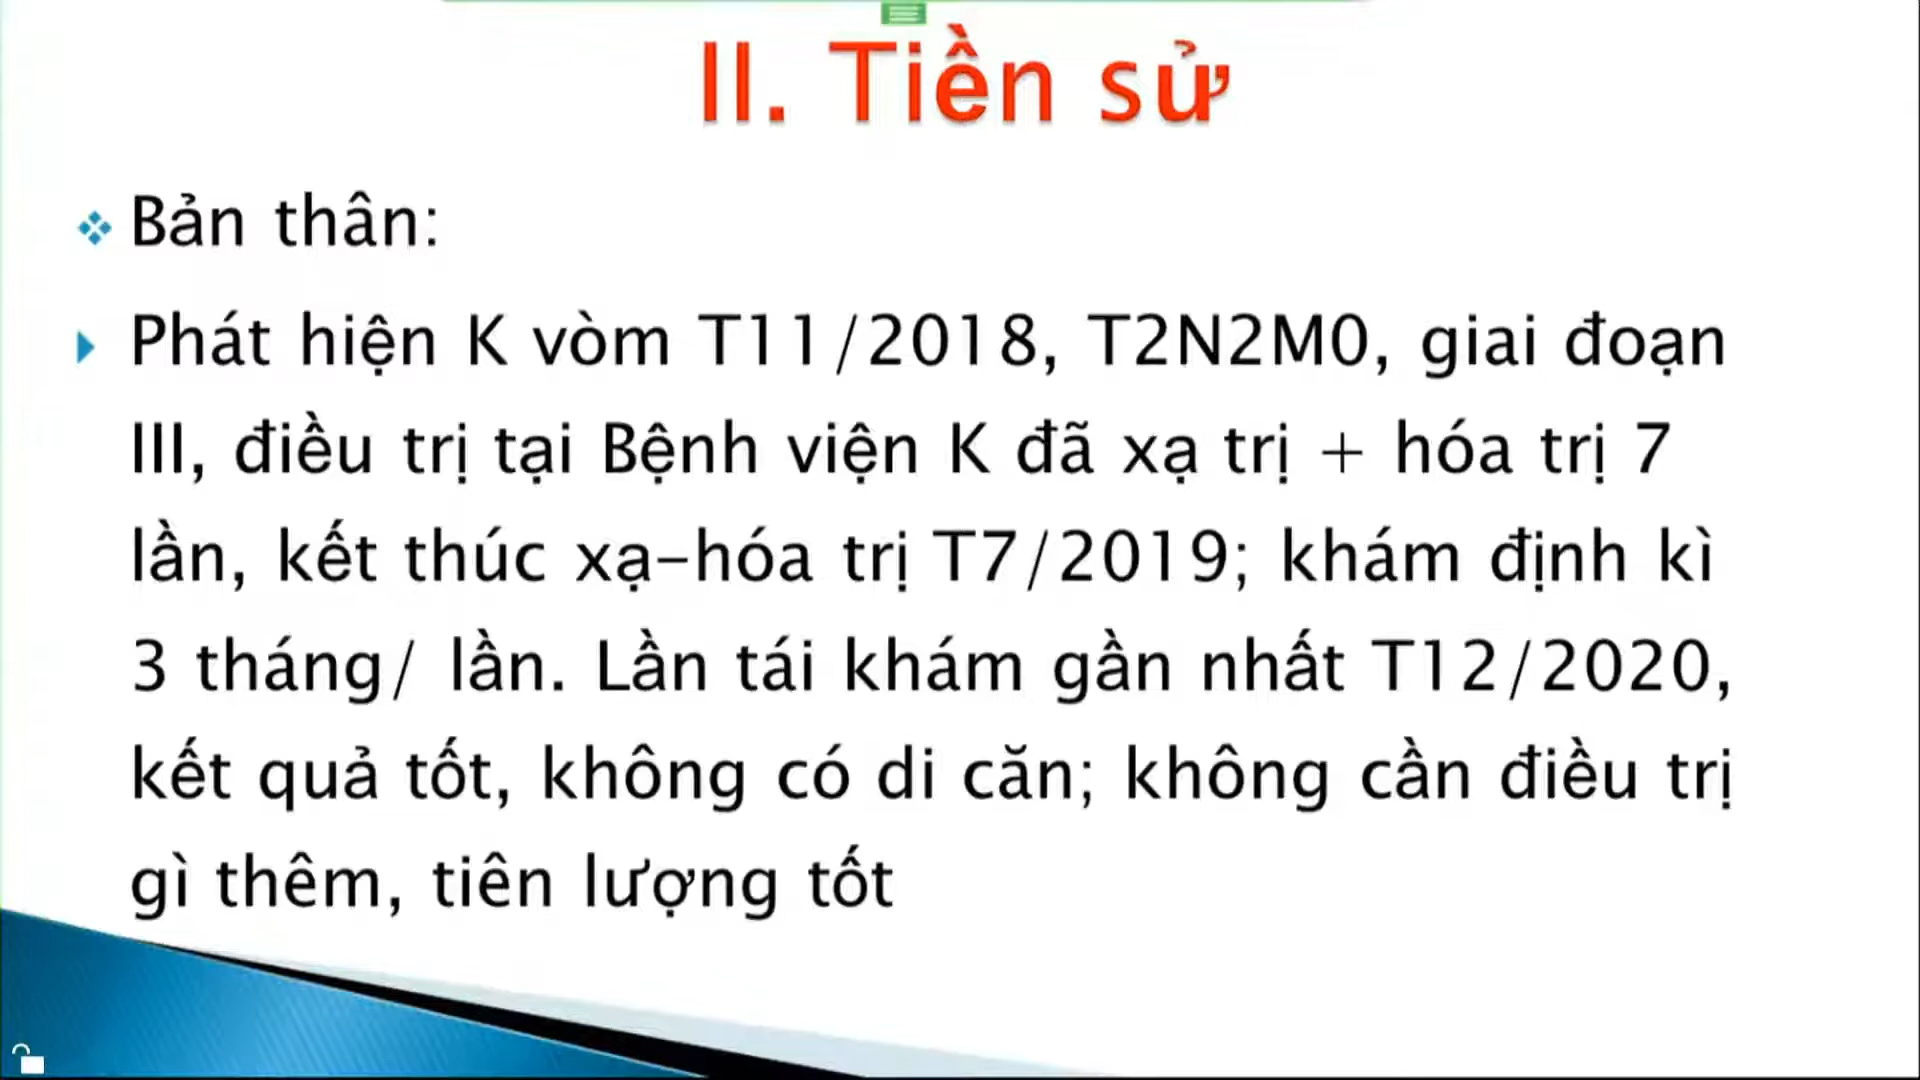 II. Tiền sử
Bản thân:
Phát hiện K vòm T11/2018, T2N2M0, giai đoạn
III, điều trị tại Bệnh viện K đã xạ trị + hóa trị 7
lần, kết thúc xạ-hóa trị T7/2019; khám định kì
3 tháng/ lần. Lần tái khám gần nhất T12/2020,
kết quả tốt, không có di căn; không cần điều trị
gì thêm, tiên lượng tốt